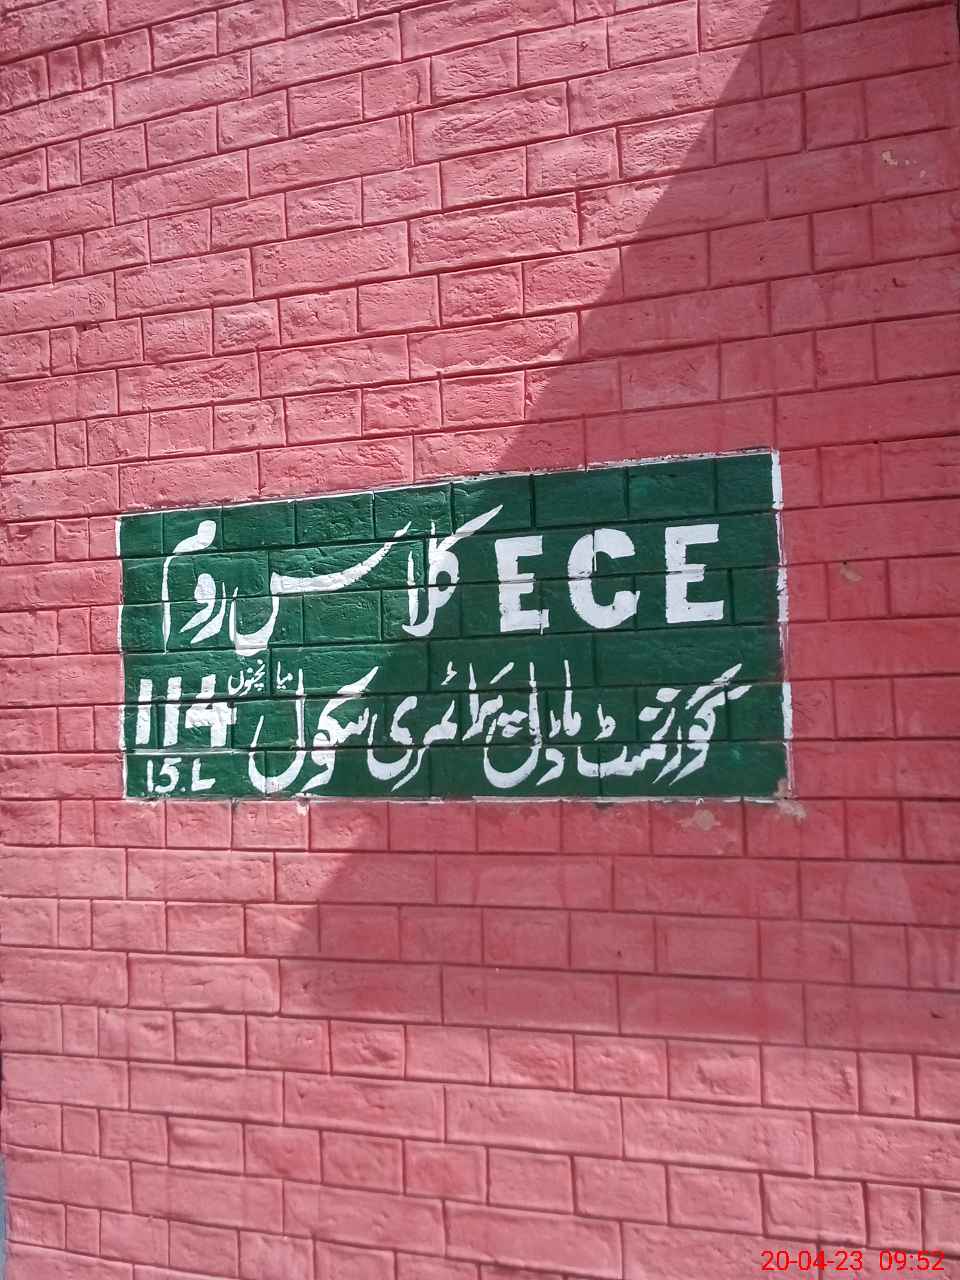 ECE کلاس روم
گورنمنٹ ماڈل پرائمری سکول 114
15.L
میانچنوں
20-04-23 09:52